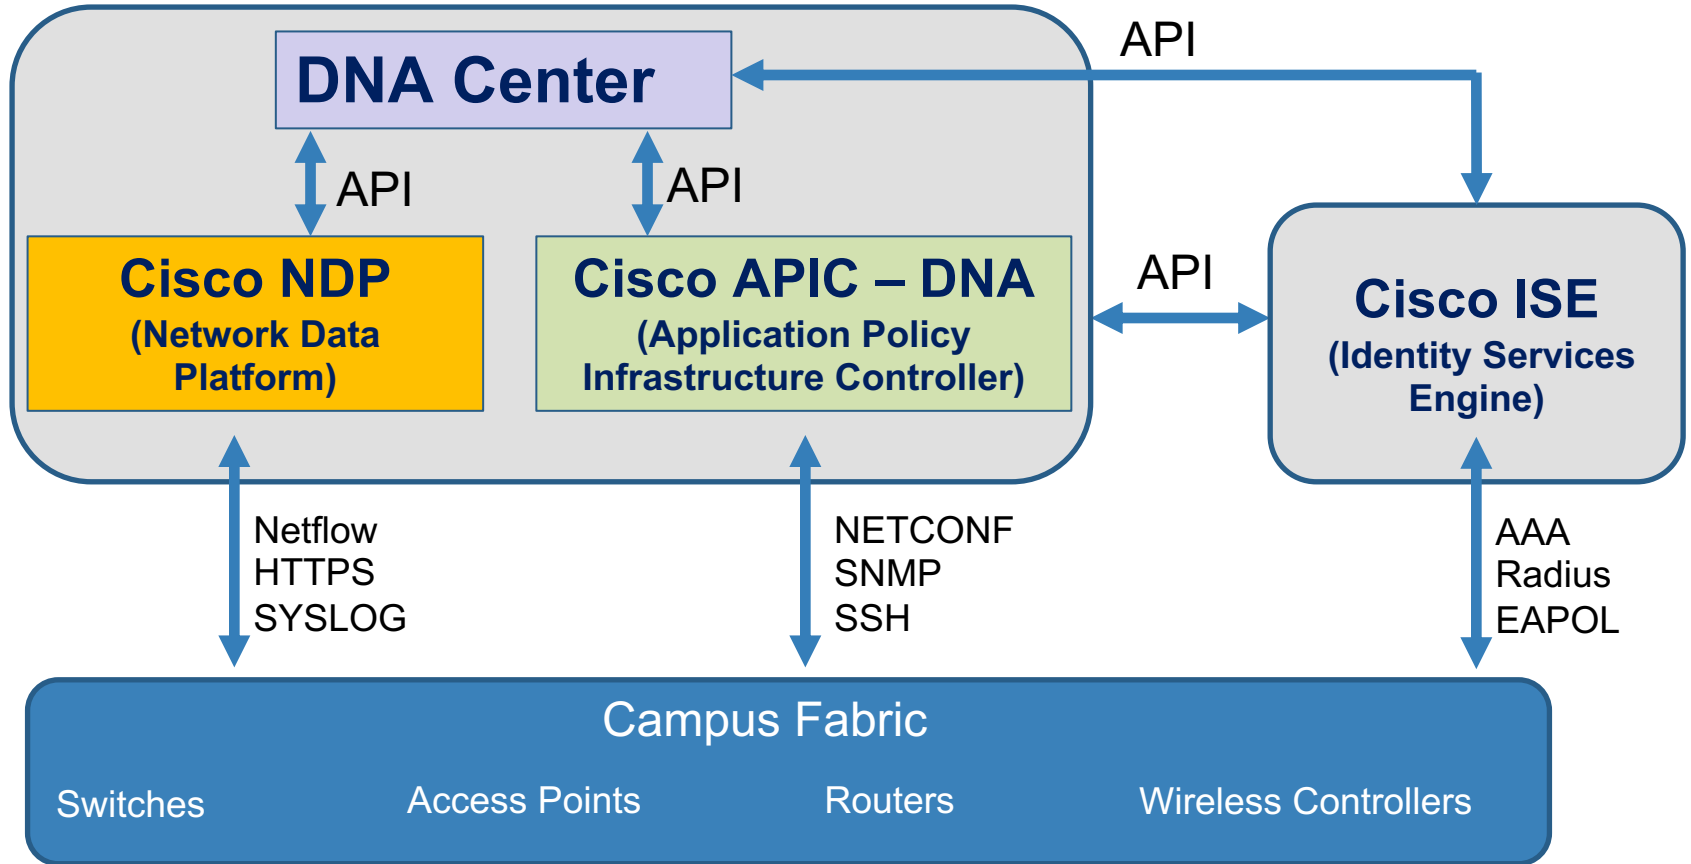 API
DNA Center
API
API
Cisco NDP
(Network Data
Platform)
Cisco APIC – DNA
(Application Policy
Infrastructure Controller)
API
Cisco ISE
(Identity Services
Engine)
Netflow
HTTPS
SYSLOG
NETCONF
SNMP
SSH
AAA
Radius
EAPOL
Campus Fabric
Switches
Access Points
Routers
Wireless Controllers